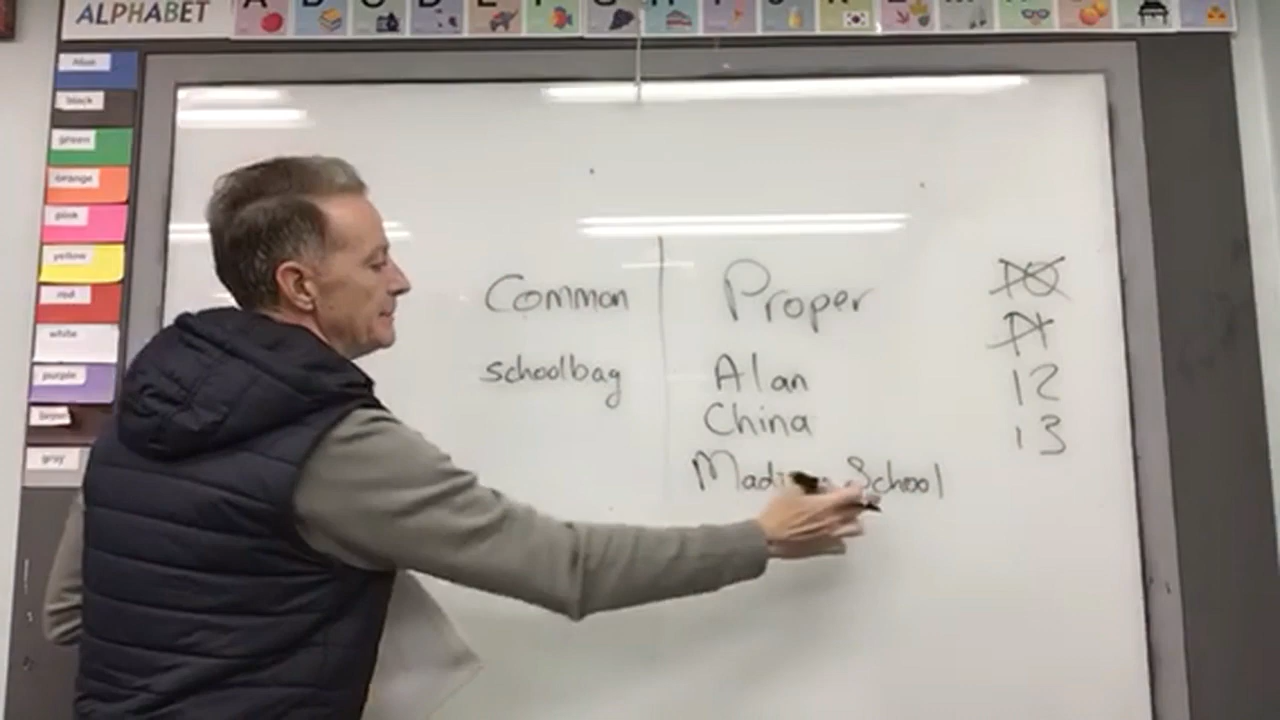 ALPHABET
blue
black
green
orange
pink
yellow
red
white
purple
brown
gray
Common Proper
schoolbag Alan
China
School
10
11
12
13